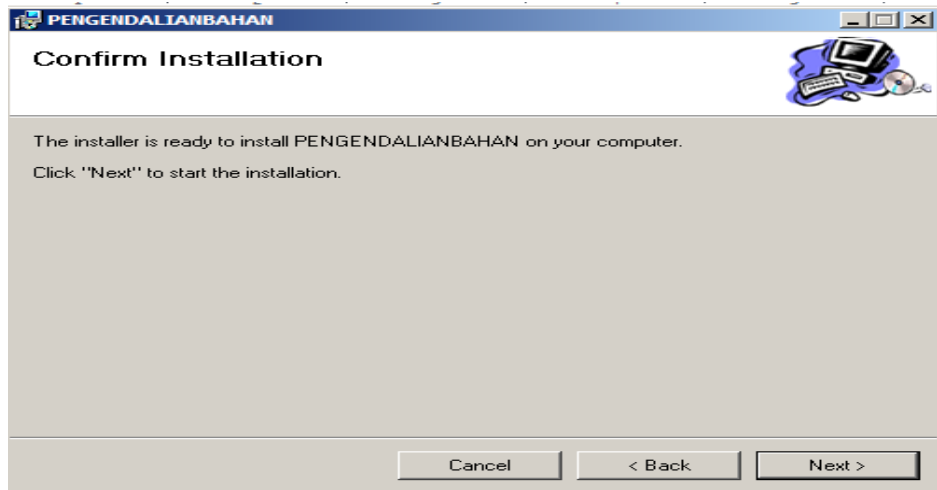 PENGENDALIANBAHAN
Confirm Installation
The installer is ready to install PENGENDALIANBAHAN on your computer.
Click "Next" to start the installation.
Cancel
< Back
Next >